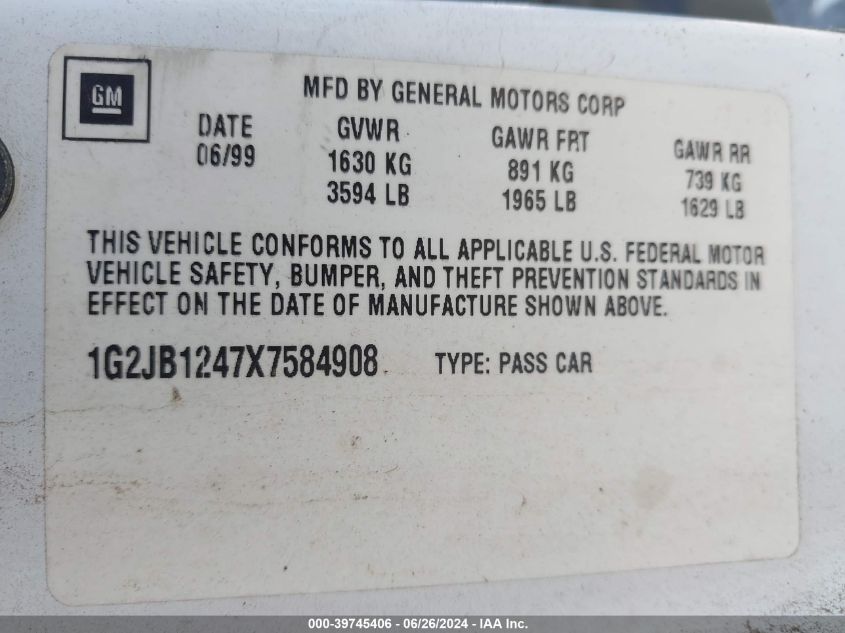 GM
MFD BY GENERAL MOTORS CORP
DATE GVWR GAWR FRT GAWR RR
06/99 1630 KG 891 KG 739 KG
3594 LB 1965 LB 1629 LB
THIS VEHICLE CONFORMS TO ALL APPLICABLE U.S. FEDERAL MOTOR
VEHICLE SAFETY, BUMPER, AND THEFT PREVENTION STANDARDS IN
EFFECT ON THE DATE OF MANUFACTURE SHOWN ABOVE.
1G2JB1247X7584908 TYPE: PASS CAR
000-39745406 - 06/26/2024 - IAA Inc.